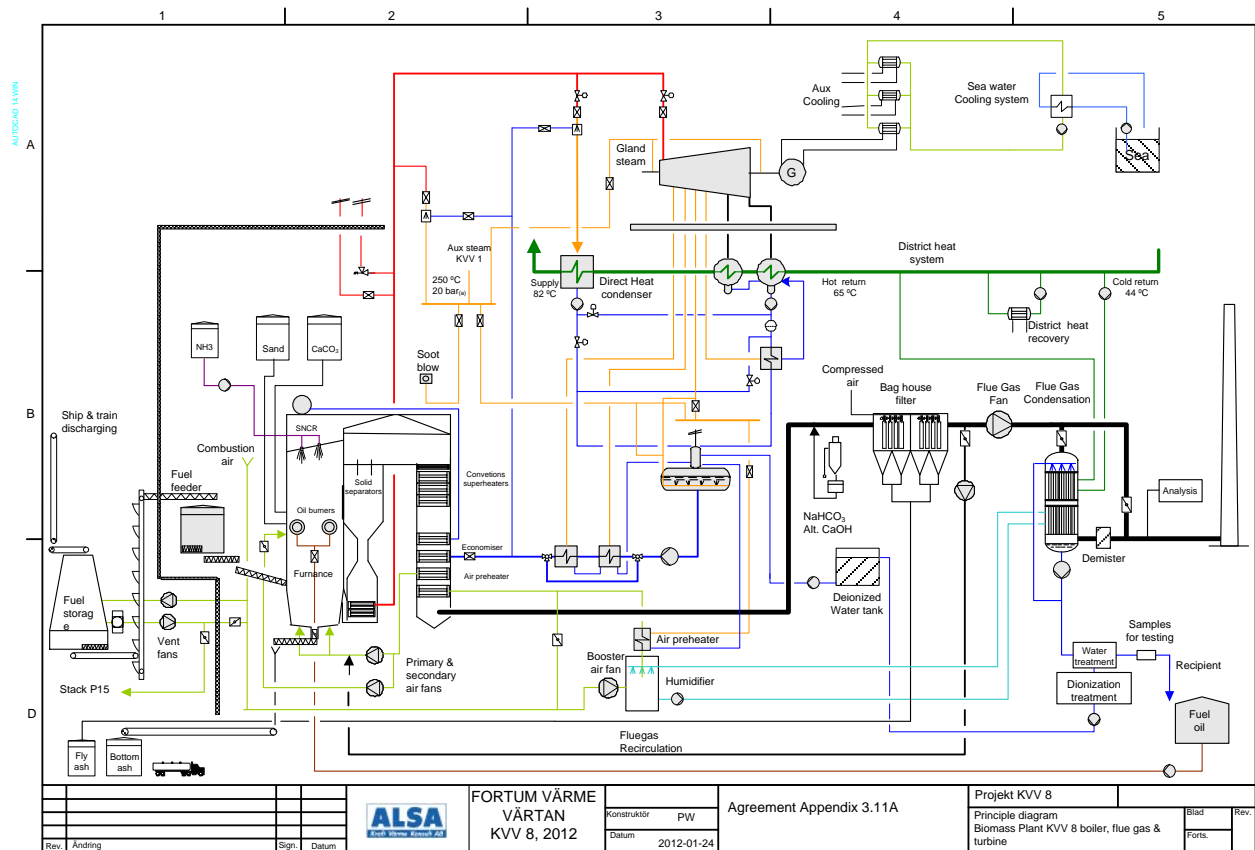 1
2
3
4
5
A
B
D
AUTOCAD 14.WIN
Aux
Cooling
Sea water
Cooling system
Sea
Gland
steam
G
Aux steam
KVV 1
250 ºC
20 bar(a)
Supply
82 ºC
Direct Heat
condenser
District heat
system
Hot return
65 ºC
Cold return
44 ºC
District heat
recovery
NH3
Sand
CaCO3
Soot
blow
Compressed
air
Bag house
filter
Flue Gas
Fan
Flue Gas
Condensation
Ship & train
discharging
Combustion
air
SNCR
Fuel
feeder
Solid
separators
Convetions
superheaters
Oil burners
NaHCO3
Alt. CaOH
Analysis
Economiser
Furnance
Air preheater
Demister
Fuel
storag
e
Deionized
Water tank
Vent
fans
Primary &
secondary
air fans
Air preheater
Booster
air fan
Humidifier
Samples
for testing
Water
treatment
Recipient
Dionization
treatment
Stack P15
Fuel
oil
Fluegas
Recirculation
Fly
ash
Bottom
ash
Rev.
Ändring
Sign.
Datum
ALSA
Kraft Värme Konsult AB
FORTUM VÄRME
VÄRTAN
KVV 8, 2012
Konstruktör
PW
Datum
2012-01-24
Agreement Appendix 3.11A
Projekt KVV 8
Principle diagram
Biomass Plant KVV 8 boiler, flue gas &
turbine
Blad
Rev.
Forts.